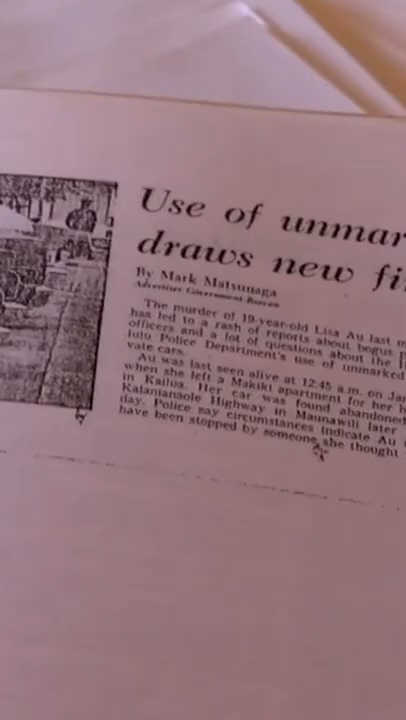 Use of unmar
draws new fi
By Mark Matsunaga
Advertiser Government Bureau
The murder of 19-year-old Lisa Au last m
has led to a rash of reports about bogus p
officers and a lot of questions about the
lulu Police Department's use of unmarked
vate cars.
Au was last seen alive at 12:45 a.m. on Jan
when she left a Makiki apartment for her h
in Kailua. Her car was found abandoned
Kalanianaole Highway in Maunawili later
day. Police say circumstances indicate Au
have been stopped by someone she thought